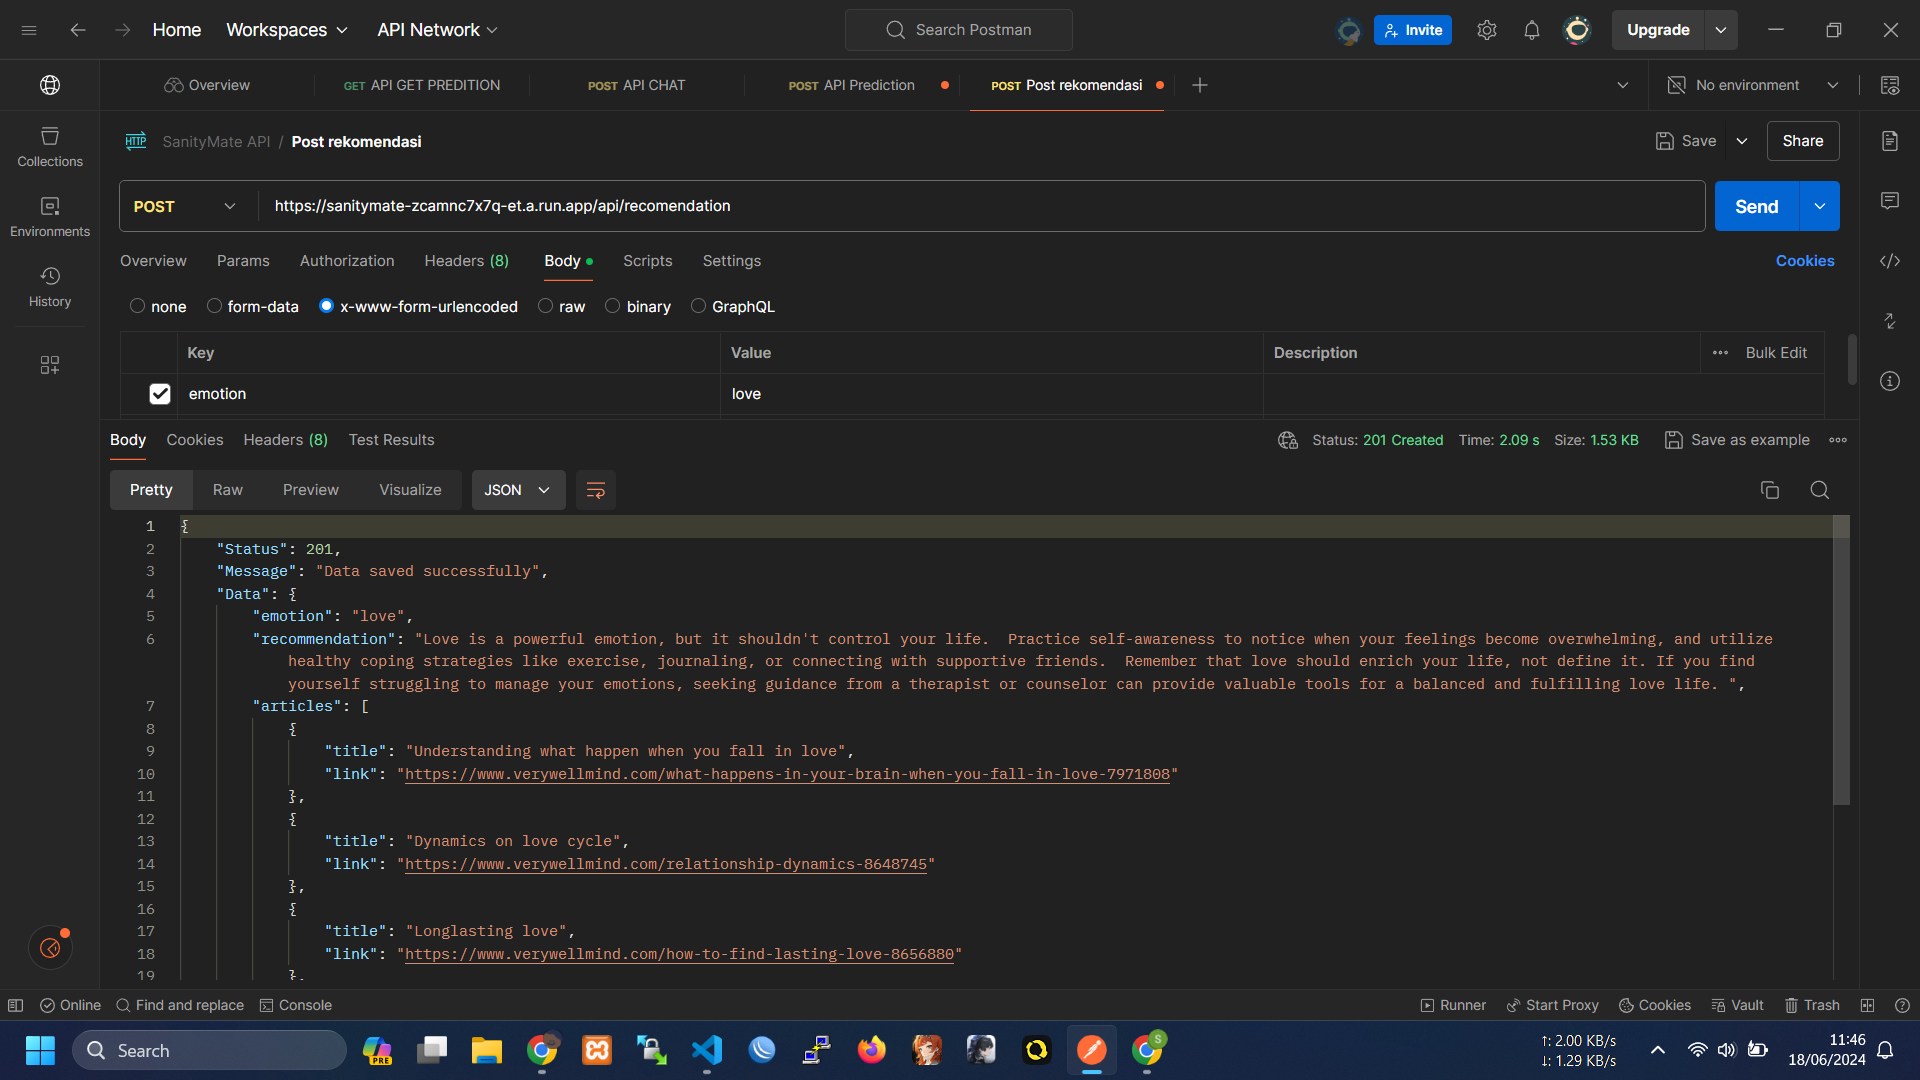 Home Workspaces API Network Search Postman Invite Upgrade
Overview GET API GET PREDITION POST API CHAT POST API Prediction POST Post rekomendasi No environment
HTTP SanityMate API / Post rekomendasi Save Share
Collections
Environments
History
POST https://sanitymate-zcamnc7x7q-et.a.run.app/api/recomendation Send
Overview Params Authorization Headers (8) Body Scripts Settings Cookies
none form-data x-www-form-urlencoded raw binary GraphQL
Key Value Description Bulk Edit
emotion love
Body Cookies Headers (8) Test Results Status: 201 Created Time: 2.09 s Size: 1.53 KB Save as example
Pretty Raw Preview Visualize JSON
1 {
2 "Status": 201,
3 "Message": "Data saved successfully",
4 "Data": {
5 "emotion": "love",
6 "recommendation": "Love is a powerful emotion, but it shouldn't control your life.  Practice self-awareness to notice when your feelings become overwhelming, and utilize
healthy coping strategies like exercise, journaling, or connecting with supportive friends.  Remember that love should enrich your life, not define it. If you find
yourself struggling to manage your emotions, seeking guidance from a therapist or counselor can provide valuable tools for a balanced and fulfilling love life. ",
7 "articles": [
8 {
9 "title": "Understanding what happen when you fall in love",
10 "link": "https://www.verywellmind.com/what-happens-in-your-brain-when-you-fall-in-love-7971808"
11 },
12 {
13 "title": "Dynamics on love cycle",
14 "link": "https://www.verywellmind.com/relationship-dynamics-8648745"
15 },
16 {
17 "title": "Longlasting love",
18 "link": "https://www.verywellmind.com/how-to-find-lasting-love-8656880"
19 },
Online Find and replace Console Runner Start Proxy Cookies Vault Trash
Search PRE S ↑: 2.00 KB/s 11:46
↓: 1.29 KB/s 18/06/2024